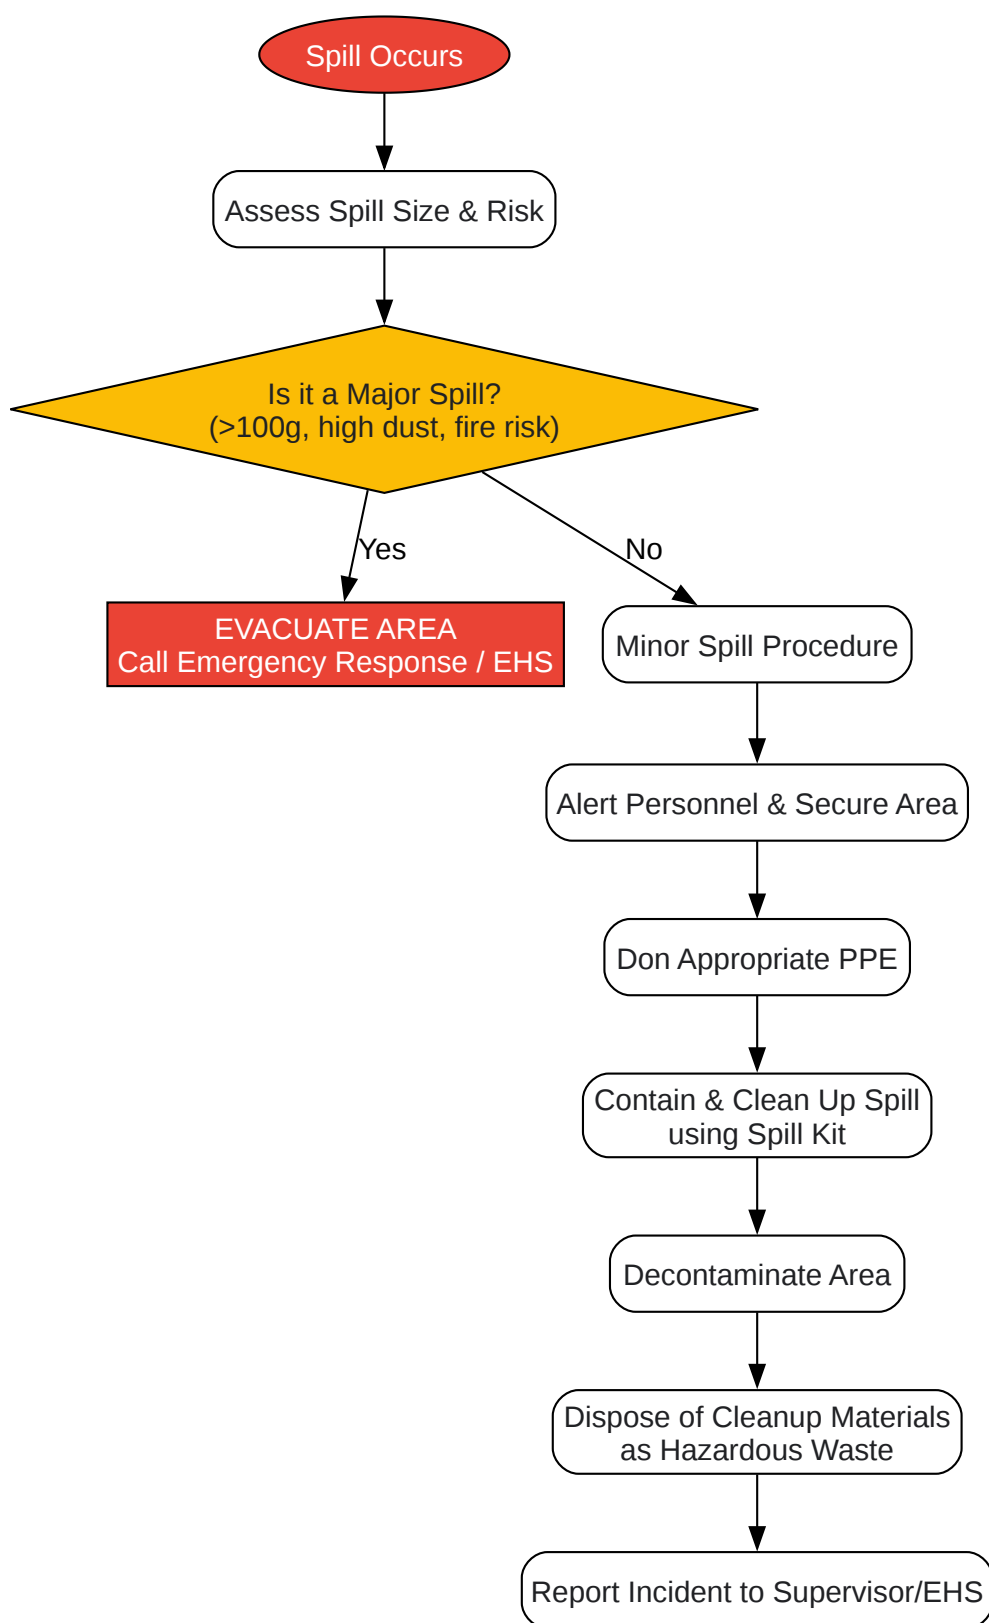 Spill Occurs
Assess Spill Size & Risk
Is it a Major Spill?
(>100g, high dust, fire risk)
Yes
No
EVACUATE AREA
Call Emergency Response / EHS
Minor Spill Procedure
Alert Personnel & Secure Area
Don Appropriate PPE
Contain & Clean Up Spill
using Spill Kit
Decontaminate Area
Dispose of Cleanup Materials
as Hazardous Waste
Report Incident to Supervisor/EHS